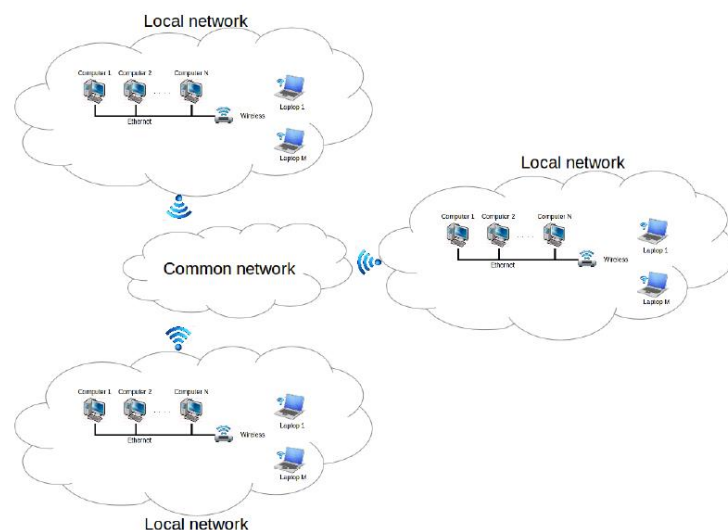 Local network
Computer 1 Computer 2 Computer N
. . . . .
Ethernet
Wireless
Laptop 1
Laptop M
Local network
Computer 1 Computer 2 Computer N
. . . . .
Ethernet
Wireless
Laptop 1
Laptop M
Common network
Computer 1 Computer 2 Computer N
. . . . .
Ethernet
Wireless
Laptop 1
Laptop M
Local network